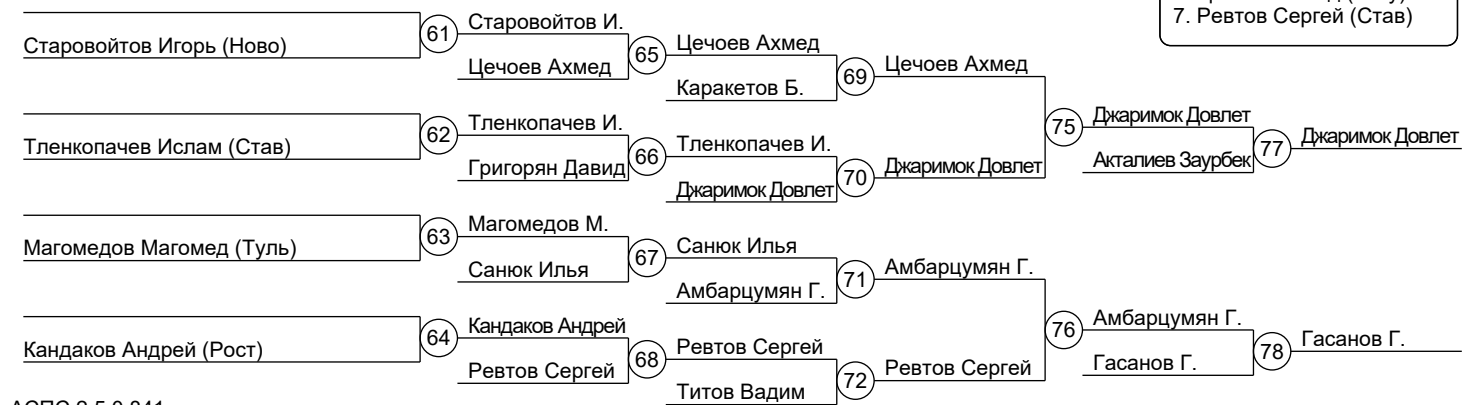 7. Ревтов Сергей (Став)
Старовойтов Игорь (Ново)
61
Старовойтов И.
Цечоев Ахмед
65
Цечоев Ахмед
Каракетов Б.
69
Цечоев Ахмед
Тленкопачев Ислам (Став)
62
Тленкопачев И.
Григорян Давид
66
Тленкопачев И.
Джаримок Довлет
70
Джаримок Довлет
75
Джаримок Довлет
Акталиев Заурбек
77
Джаримок Довлет
Магомедов Магомед (Туль)
63
Магомедов М.
Санюк Илья
67
Санюк Илья
Амбарцумян Г.
71
Амбарцумян Г.
Кандаков Андрей (Рост)
64
Кандаков Андрей
Ревтов Сергей
68
Ревтов Сергей
Титов Вадим
72
Ревтов Сергей
76
Амбарцумян Г.
Гасанов Г.
78
Гасанов Г.